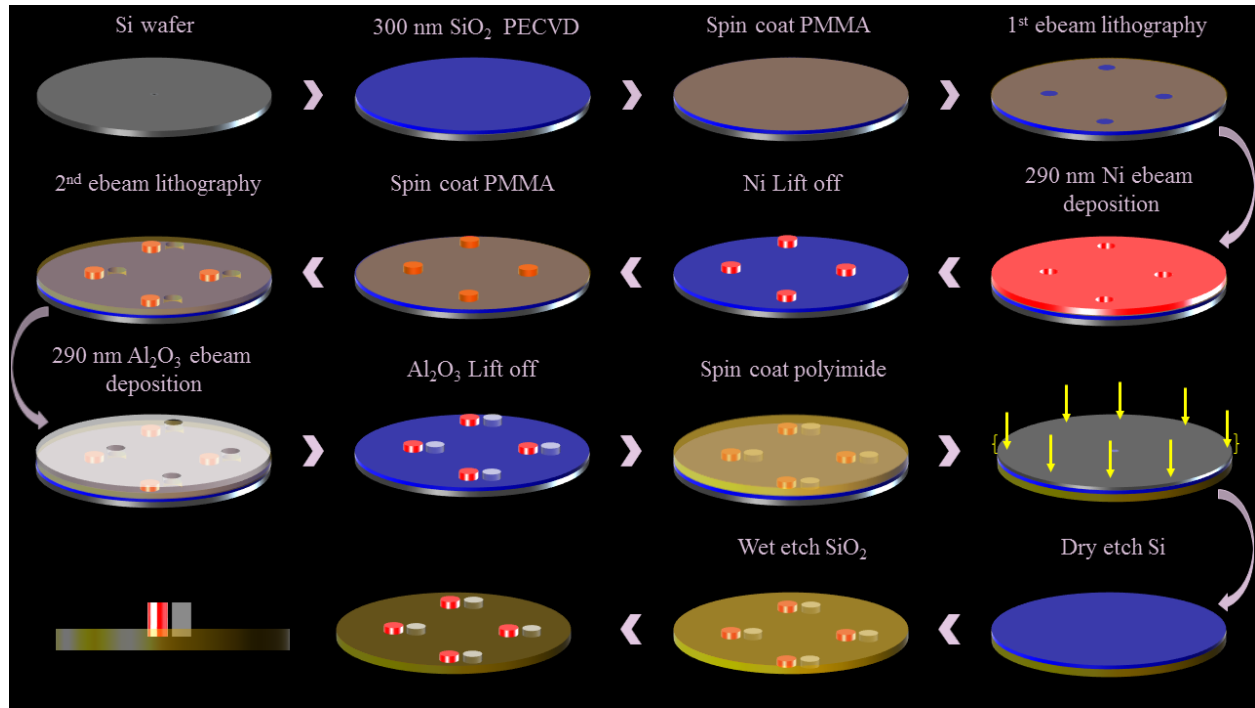 Si wafer
300 nm SiO₂ PECVD
Spin coat PMMA
1ˢᵗ ebeam lithography
2ⁿᵈ ebeam lithography
Spin coat PMMA
Ni Lift off
290 nm Ni ebeam
deposition
290 nm Al₂O₃ ebeam
deposition
Al₂O₃ Lift off
Spin coat polyimide
{ }
Wet etch SiO₂
Dry etch Si